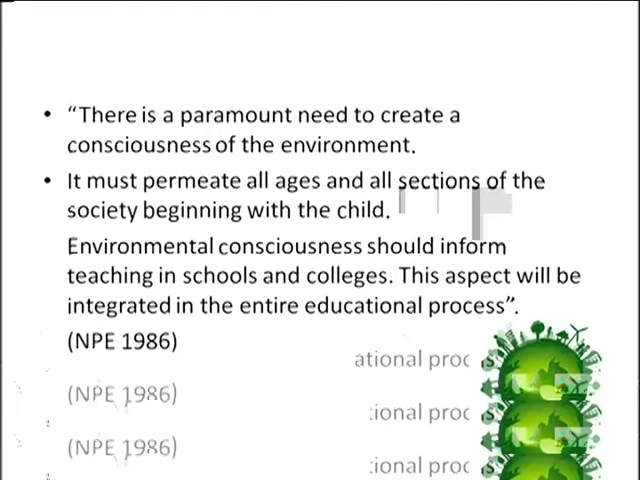 • “There is a paramount need to create a
consciousness of the environment.
• It must permeate all ages and all sections of the
society beginning with the child.
Environmental consciousness should inform
teaching in schools and colleges. This aspect will be
integrated in the entire educational process”.
(NPE 1986)
ational proc
(NPE 1986)
:ional proc
(NPE 1986)
:ional proc